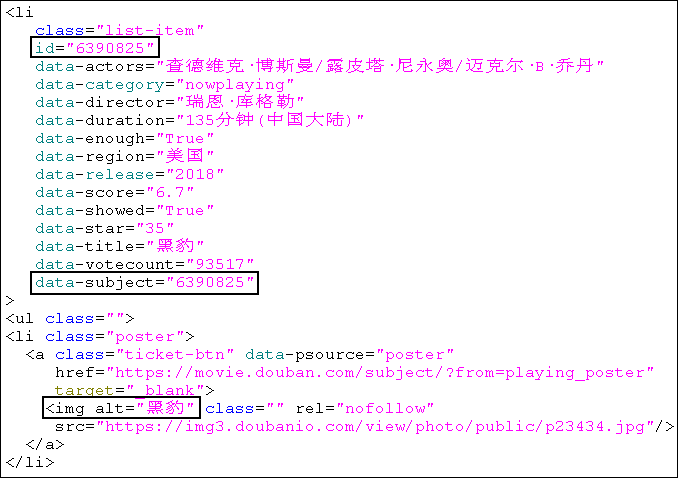 <li
class="list-item"
id="6390825"
data-actors="查德维克·博斯曼/露皮塔·尼永奥/迈克尔·B·乔丹"
data-category="nowplaying"
data-director="瑞恩·库格勒"
data-duration="135分钟(中国大陆)"
data-enough="True"
data-region="美国"
data-release="2018"
data-score="6.7"
data-showed="True"
data-star="35"
data-title="黑豹"
data-votecount="93517"
data-subject="6390825"
>
<ul class="">
<li class="poster">
<a class="ticket-btn" data-psource="poster"
href="https://movie.douban.com/subject/?from=playing_poster"
target="_blank">
<img alt="黑豹" class="" rel="nofollow"
src="https://img3.doubanio.com/view/photo/public/p23434.jpg"/>
</a>
</li>